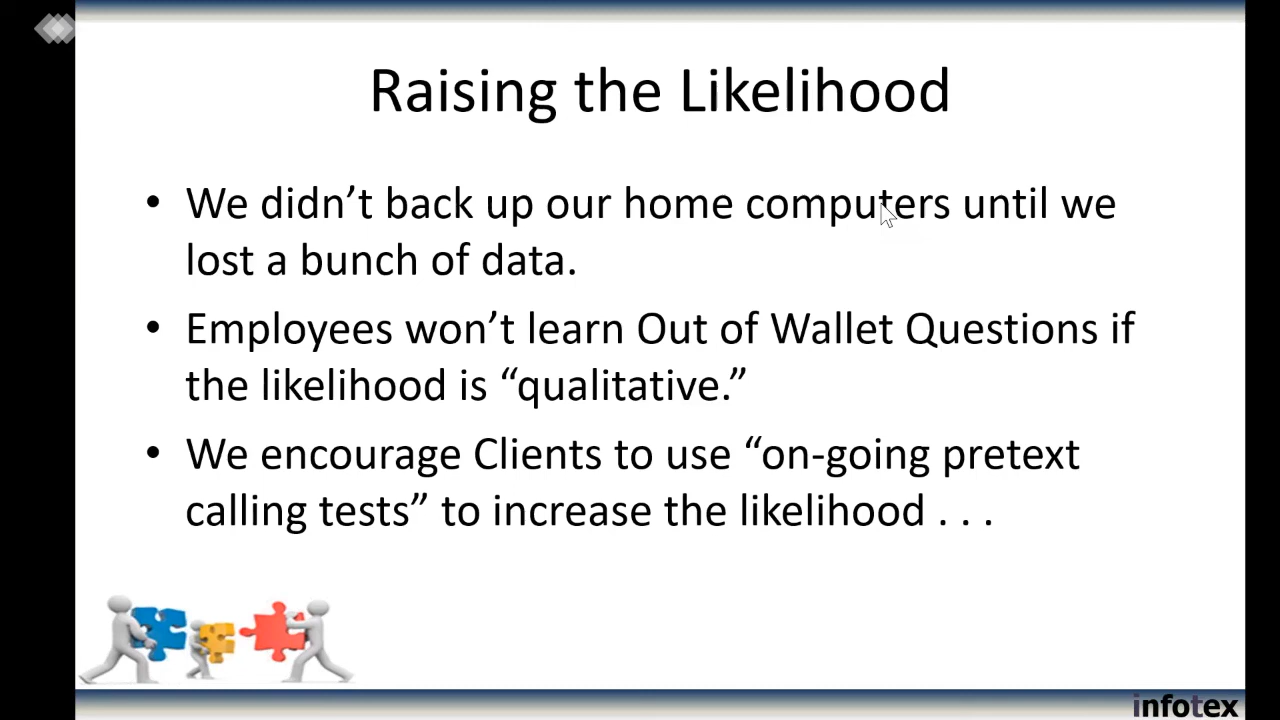 Raising the Likelihood
• We didn’t back up our home computers until we
lost a bunch of data.
• Employees won’t learn Out of Wallet Questions if
the likelihood is “qualitative.”
• We encourage Clients to use “on-going pretext
calling tests” to increase the likelihood . . .
infotex